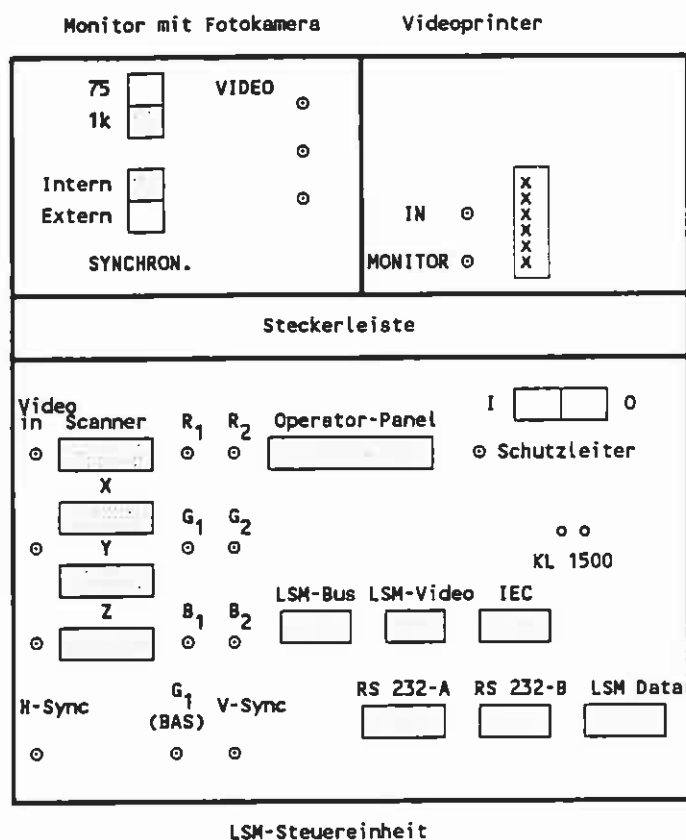 Monitor mit Fotokamera Videoprinter
75 VIDEO
1k
Intern
Extern
SYNCHRON.
IN
MONITOR
X
X
X
X
X
X
Steckerleiste
Video in Scanner R1 R2 Operator-Panel I O
Schutzleiter
X
G1 G2
Y
KL 1500
Z B1 B2 LSM-Bus LSM-Video IEC
H-Sync G1 (BAS) V-Sync RS 232-A RS 232-B LSM Data
LSM-Steuereinheit